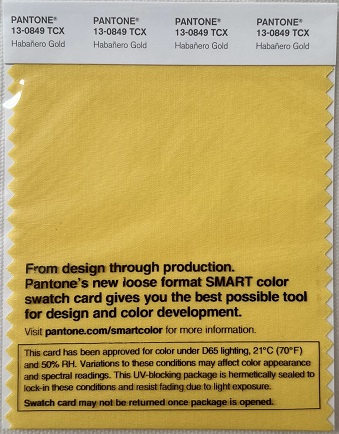 PANTONE® PANTONE® PANTONE® PANTONE®
13-0849 TCX 13-0849 TCX 13-0849 TCX 13-0849 TCX
Habañero Gold Habañero Gold Habañero Gold Habañero Gold
From design through production.
Pantone's new loose format SMART color
swatch card gives you the best possible tool
for design and color development.
Visit pantone.com/smartcolor for more information.
This card has been approved for color under D65 lighting, 21°C (70°F)
and 50% RH. Variations to these conditions may affect color appearance
and spectral readings. This UV-blocking package is hermetically sealed to
lock-in these conditions and resist fading due to light exposure.
Swatch card may not be returned once package is opened.